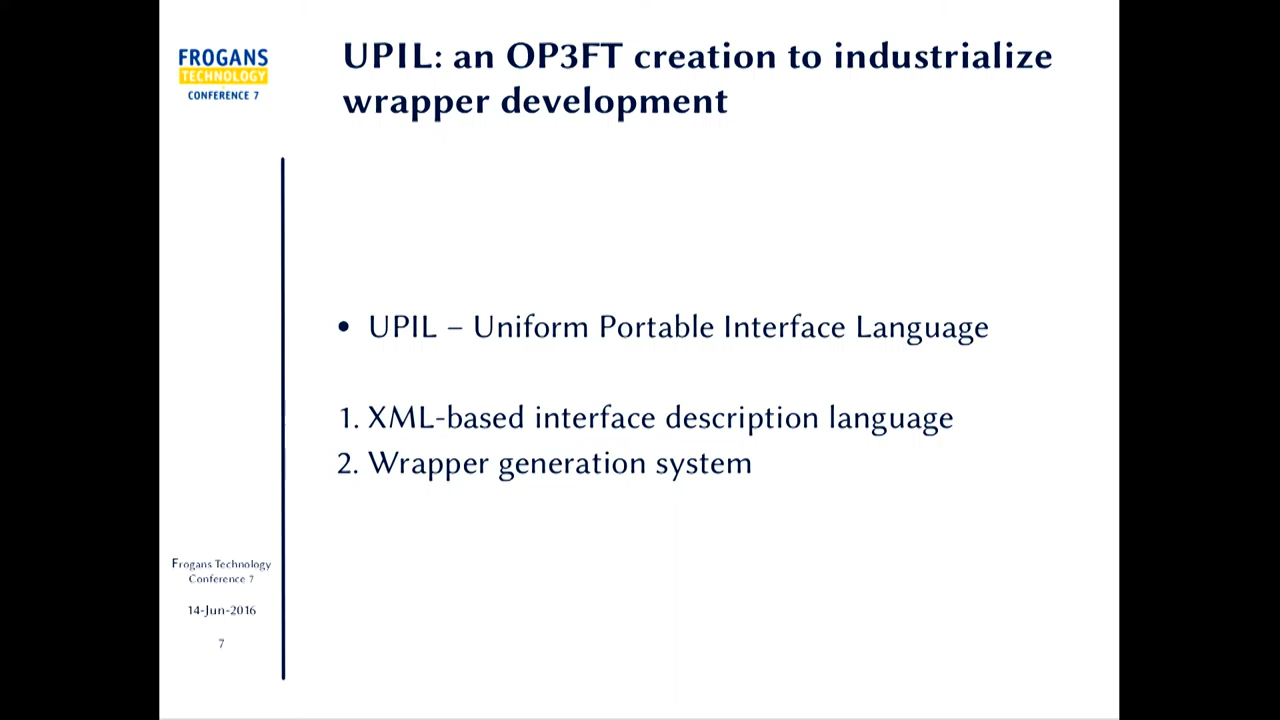 FROGANS
TECHNOLOGY
CONFERENCE 7
UPIL: an OP3FT creation to industrialize
wrapper development
• UPIL – Uniform Portable Interface Language
1. XML-based interface description language
2. Wrapper generation system
Frogans Technology
Conference 7
14-Jun-2016
7